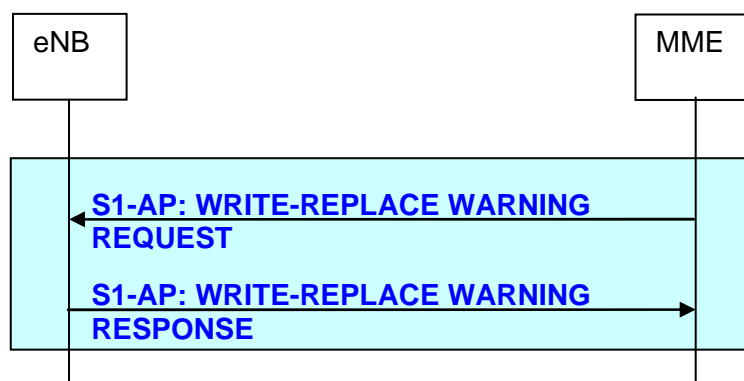 eNB
MME
S1-AP: WRITE-REPLACE WARNING
REQUEST
S1-AP: WRITE-REPLACE WARNING
RESPONSE